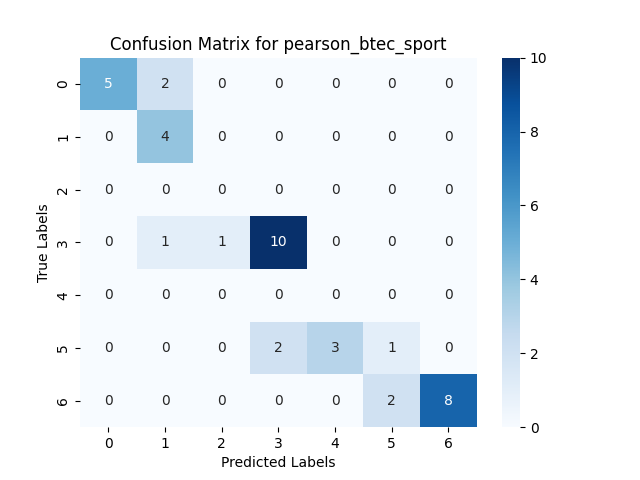 Confusion Matrix for pearson_btec_sport
True Labels
0 5 2 0 0 0 0 0
1 0 4 0 0 0 0 0
2 0 0 0 0 0 0 0
3 0 1 1 10 0 0 0
4 0 0 0 0 0 0 0
5 0 0 0 2 3 1 0
6 0 0 0 0 0 2 8
0 1 2 3 4 5 6
Predicted Labels
10
8
6
4
2
0